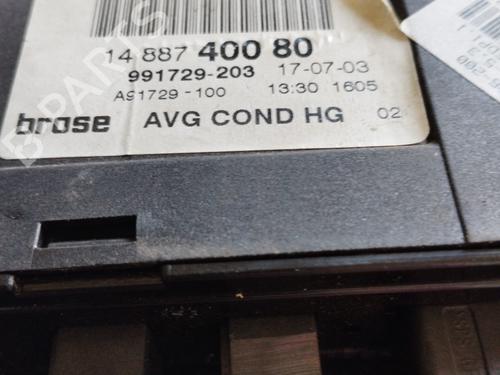 14 887 400 80
991729-203 17-07-03
A91729-100 13:30 1605
brose AVG COND HG 02
B-PARTS